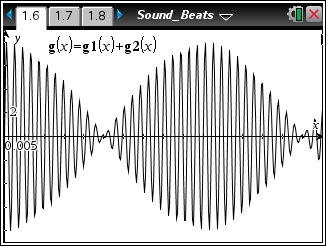 1.6 1.7 1.8 Sound_Beats
y
g(x)=g1(x)+g2(x)
2
x
0.005